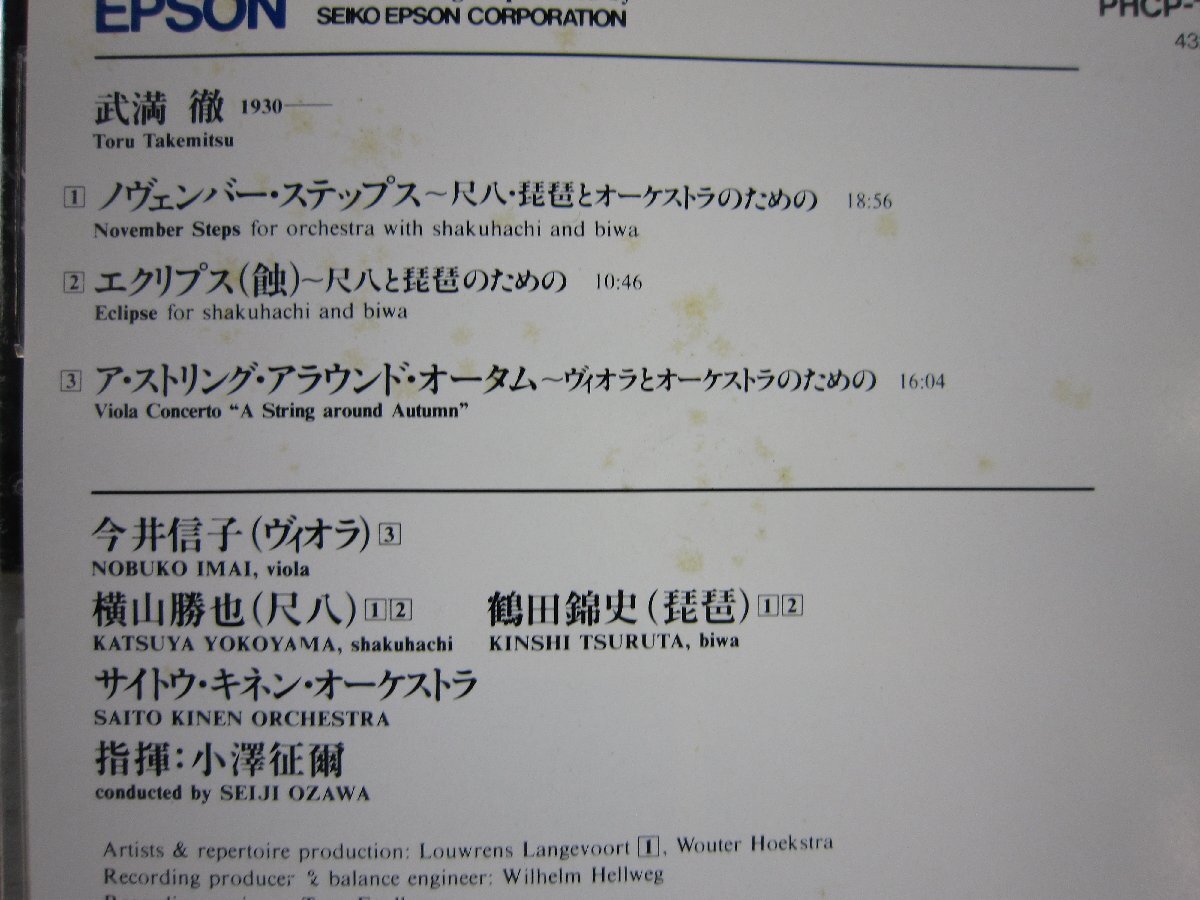 EPSON
SEIKO EPSON CORPORATION
PHCP-
43
武満 徹 1930——
Toru Takemitsu
1 ノヴェンバー・ステップス〜尺八・琵琶とオーケストラのための 18:56
November Steps for orchestra with shakuhachi and biwa
2 エクリプス(蝕)〜尺八と琵琶のための 10:46
Eclipse for shakuhachi and biwa
3 ア・ストリング・アラウンド・オータム〜ヴィオラとオーケストラのための 16:04
Viola Concerto “A String around Autumn”
今井信子(ヴィオラ)3
NOBUKO IMAI, viola
横山勝也(尺八)12 鶴田錦史(琵琶)12
KATSUYA YOKOYAMA, shakuhachi KINSHI TSURUTA, biwa
サイトウ・キネン・オーケストラ
SAITO KINEN ORCHESTRA
指揮:小澤征爾
conducted by SEIJI OZAWA
Artists & repertoire production: Louwrens Langevoort 1, Wouter Hoekstra
Recording producer & balance engineer: Wilhelm Hellweg